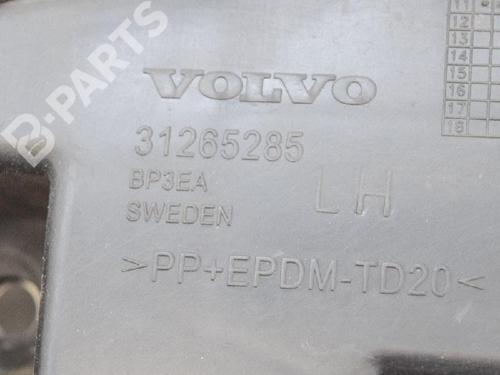 B-PARTS
11
12
13
14
15
16
17
18
VOLVO
31265285
BP3EA
LH
SWEDEN
>PP+EPDM-TD20<